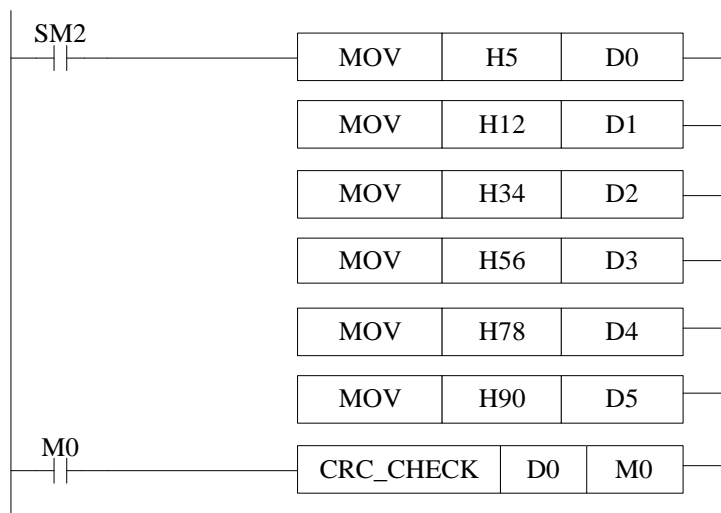 SM2
MOV H5 D0
MOV H12 D1
MOV H34 D2
MOV H56 D3
MOV H78 D4
MOV H90 D5
M0
CRC_CHECK D0 M0